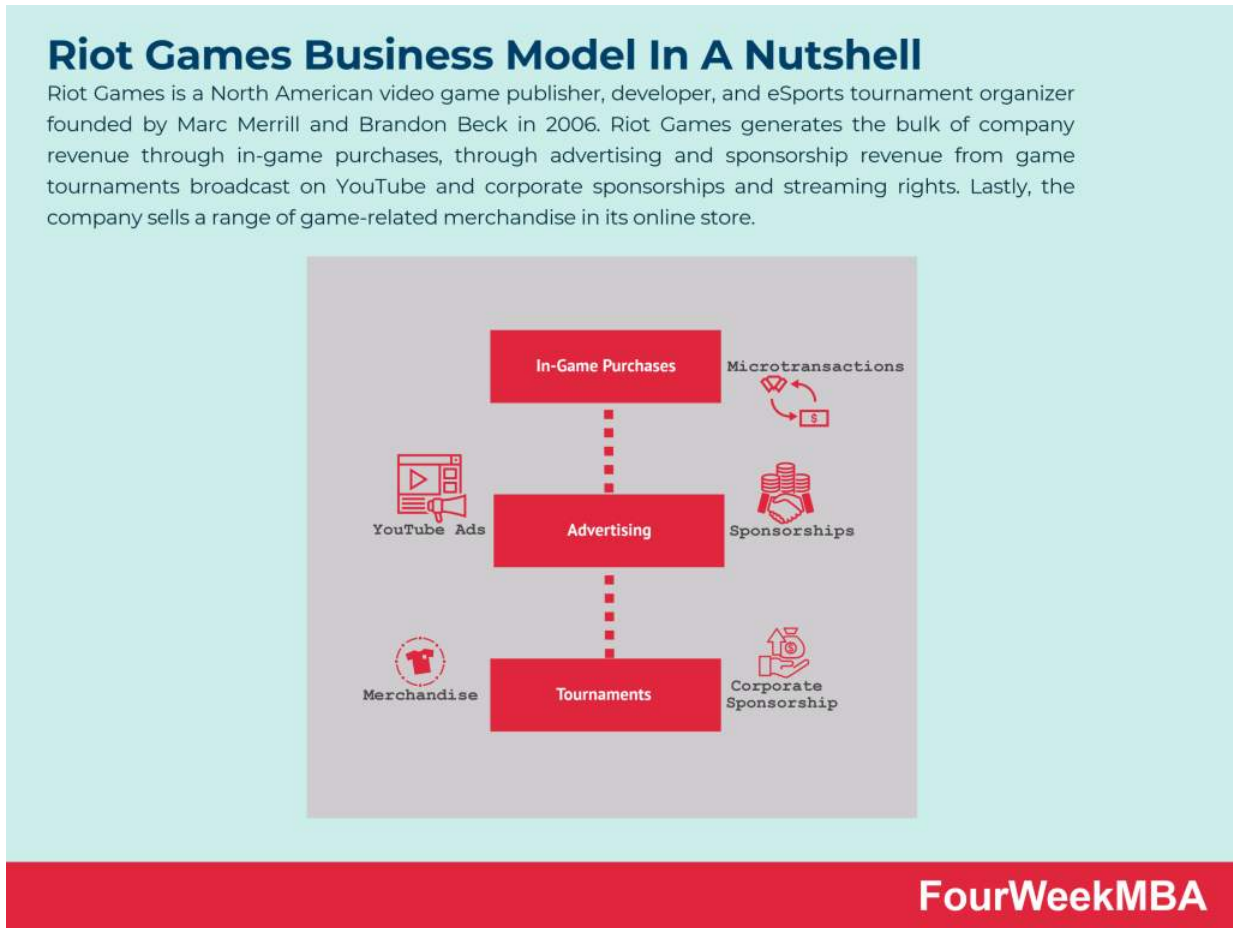 Riot Games Business Model In A Nutshell
Riot Games is a North American video game publisher, developer, and eSports tournament organizer
founded by Marc Merrill and Brandon Beck in 2006. Riot Games generates the bulk of company
revenue through in-game purchases, through advertising and sponsorship revenue from game
tournaments broadcast on YouTube and corporate sponsorships and streaming rights. Lastly, the
company sells a range of game-related merchandise in its online store.
In-Game Purchases
Microtransactions
$
YouTube Ads
Advertising
Sponsorships
Merchandise
Tournaments
$
Corporate
Sponsorship
FourWeekMBA